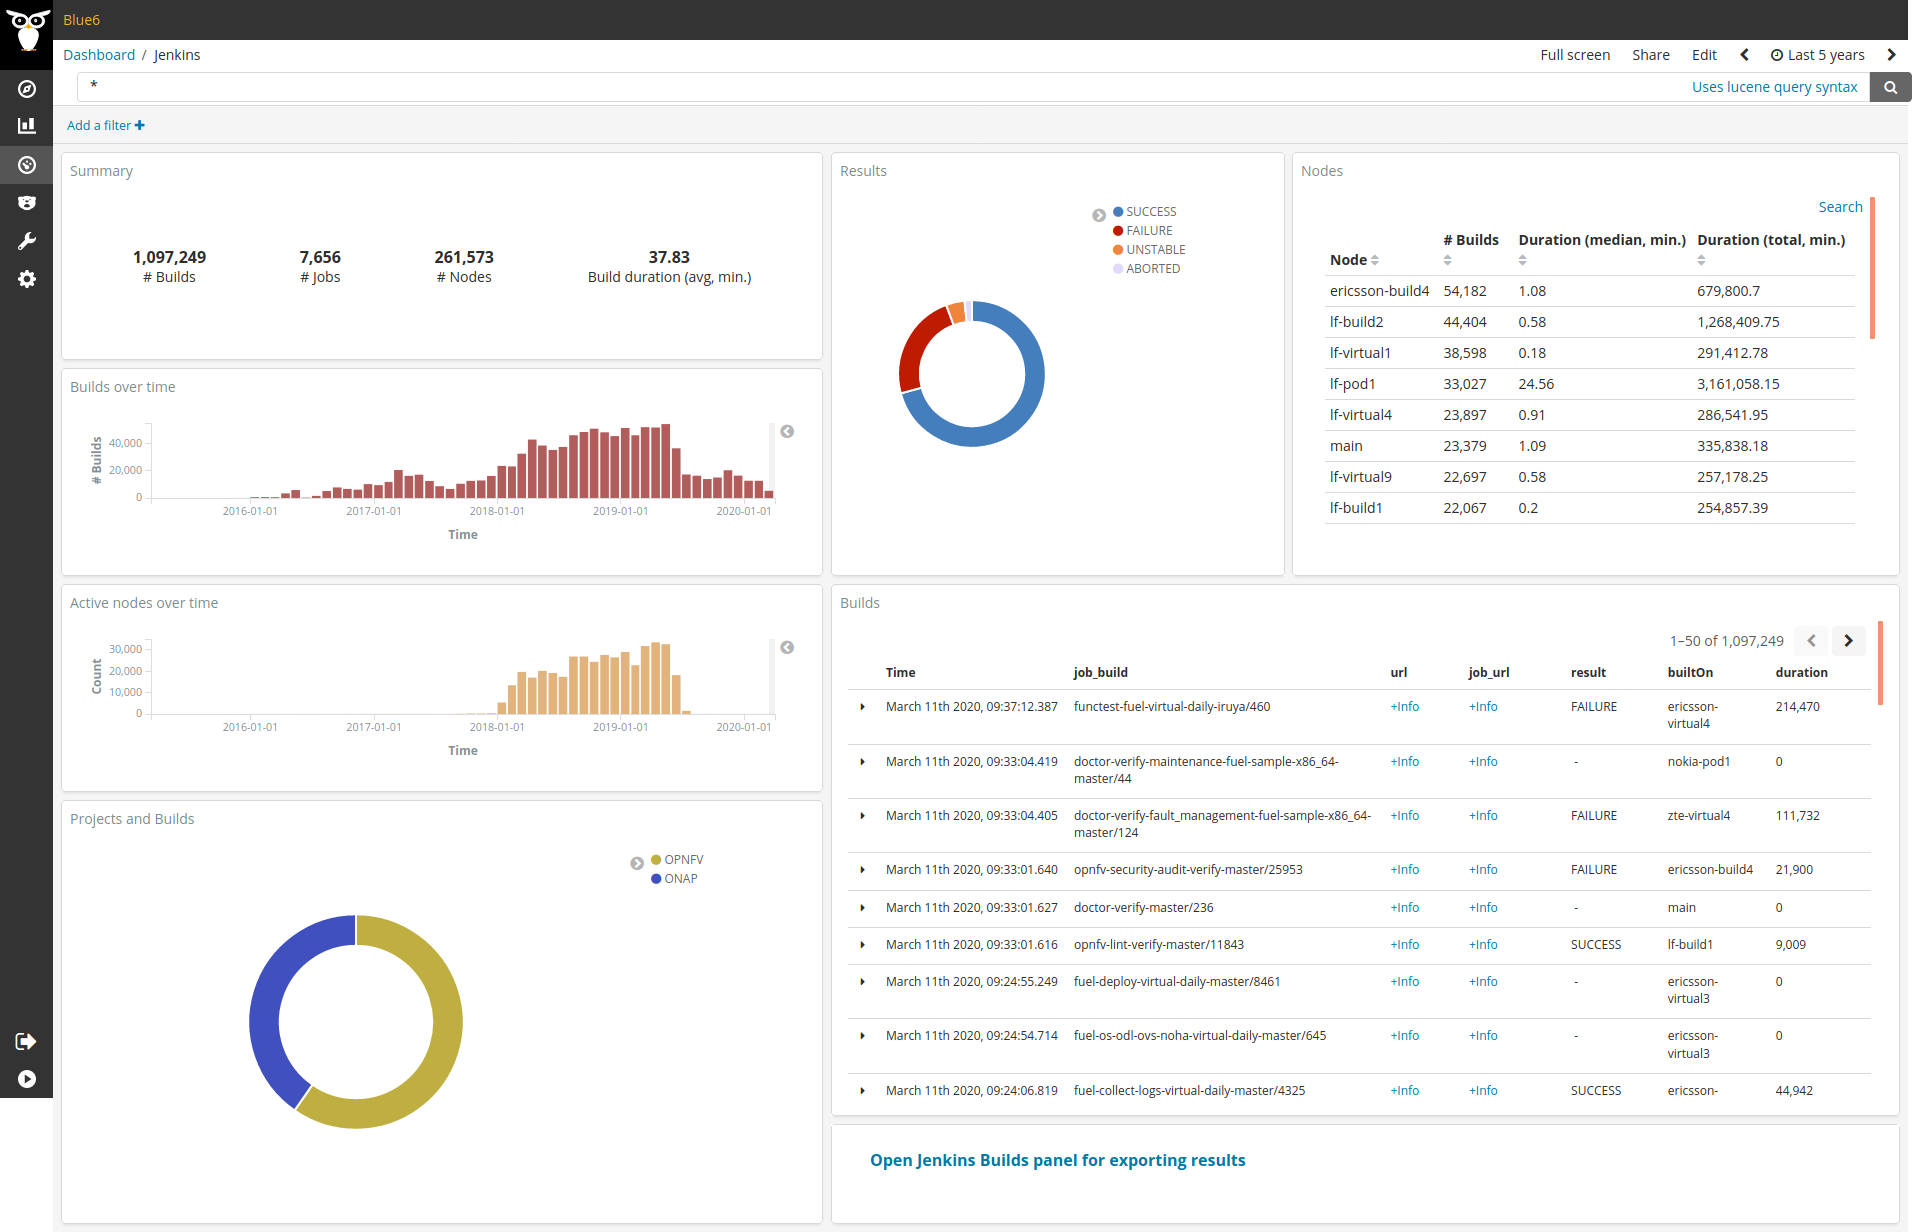 Blue6
Dashboard / Jenkins
Full screen Share Edit Last 5 years
*
Uses lucene query syntax
Add a filter
Summary
1,097,249 7,656 261,573 37.83
# Builds # Jobs # Nodes Build duration (avg, min.)
Results
SUCCESS
FAILURE
UNSTABLE
ABORTED
Nodes
Search
Node # Builds Duration (median, min.) Duration (total, min.)
ericsson-build4 54,182 1.08 679,800.7
lf-build2 44,404 0.58 1,268,409.75
lf-virtual1 38,598 0.18 291,412.78
lf-pod1 33,027 24.56 3,161,058.15
lf-virtual4 23,897 0.91 286,541.95
main 23,379 1.09 335,838.18
lf-virtual9 22,697 0.58 257,178.25
lf-build1 22,067 0.2 254,857.39
Builds over time
# Builds
40,000
20,000
0
2016-01-01 2017-01-01 2018-01-01 2019-01-01 2020-01-01
Time
Active nodes over time
Count
30,000
20,000
10,000
0
2016-01-01 2017-01-01 2018-01-01 2019-01-01 2020-01-01
Time
Projects and Builds
OPNFV
ONAP
Builds
1–50 of 1,097,249
Time job_build url job_url result builtOn duration
March 11th 2020, 09:37:12.387 functest-fuel-virtual-daily-iruya/460 +Info +Info FAILURE ericsson- 214,470
virtual4
March 11th 2020, 09:33:04.419 doctor-verify-maintenance-fuel-sample-x86_64- +Info +Info - nokia-pod1 0
master/44
March 11th 2020, 09:33:04.405 doctor-verify-fault_management-fuel-sample-x86_64- +Info +Info FAILURE zte-virtual4 111,732
master/124
March 11th 2020, 09:33:01.640 opnfv-security-audit-verify-master/25953 +Info +Info FAILURE ericsson-build4 21,900
March 11th 2020, 09:33:01.627 doctor-verify-master/236 +Info +Info - main 0
March 11th 2020, 09:33:01.616 opnfv-lint-verify-master/11843 +Info +Info SUCCESS lf-build1 9,009
March 11th 2020, 09:24:55.249 fuel-deploy-virtual-daily-master/8461 +Info +Info - ericsson- 0
virtual3
March 11th 2020, 09:24:54.714 fuel-os-odl-ovs-noha-virtual-daily-master/645 +Info +Info - ericsson- 0
virtual3
March 11th 2020, 09:24:06.819 fuel-collect-logs-virtual-daily-master/4325 +Info +Info SUCCESS ericsson- 44,942
Open Jenkins Builds panel for exporting results